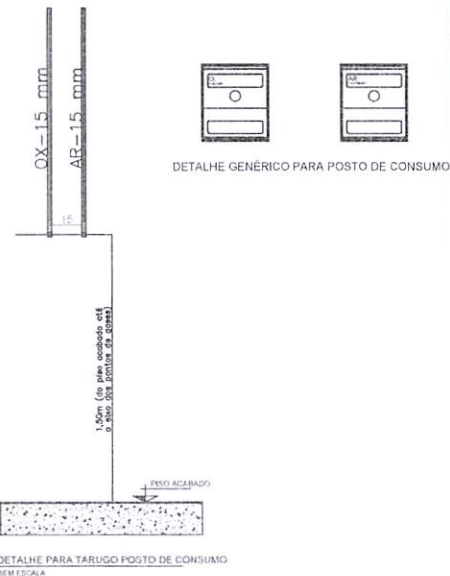 OX-15 mm
AR-15 mm
15
AR
DETALHE GENÉRICO PARA POSTO DE CONSUMO
1,50m (do piso acabado até
o eixo dos pontos de gases)
PISO ACABADO
DETALHE PARA TARUGO POSTO DE CONSUMO
SEM ESCALA